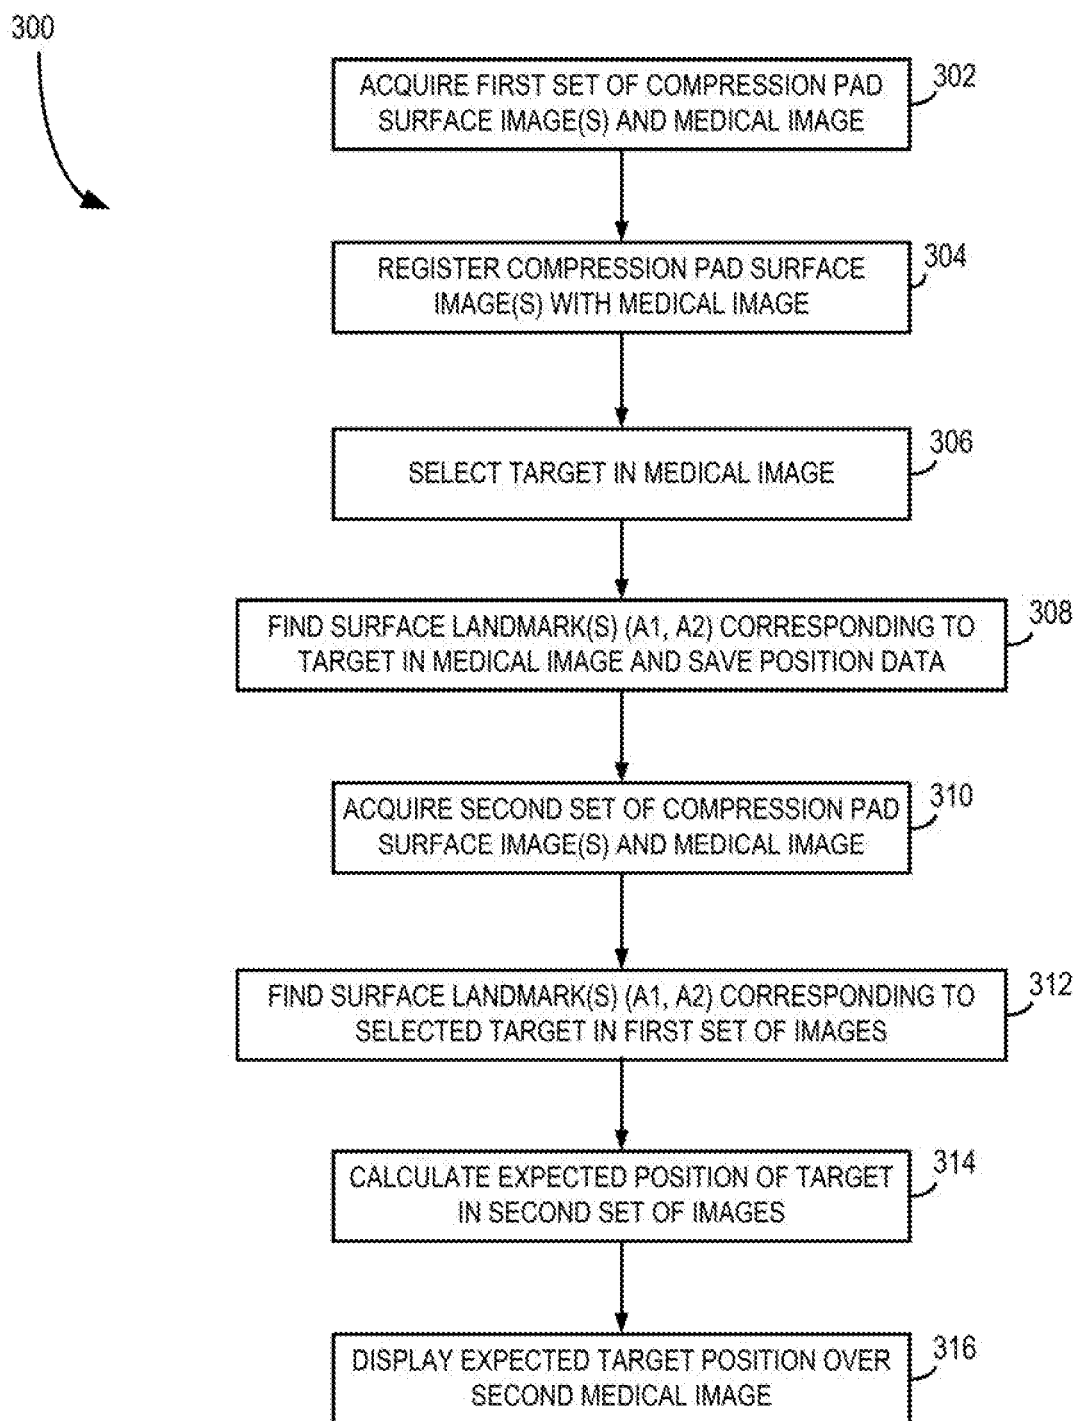 300
ACQUIRE FIRST SET OF COMPRESSION PAD
SURFACE IMAGE(S) AND MEDICAL IMAGE
302
REGISTER COMPRESSION PAD SURFACE
IMAGE(S) WITH MEDICAL IMAGE
304
SELECT TARGET IN MEDICAL IMAGE
306
FIND SURFACE LANDMARK(S) (A1, A2) CORRESPONDING TO
TARGET IN MEDICAL IMAGE AND SAVE POSITION DATA
308
ACQUIRE SECOND SET OF COMPRESSION PAD
SURFACE IMAGE(S) AND MEDICAL IMAGE
310
FIND SURFACE LANDMARK(S) (A1, A2) CORRESPONDING TO
SELECTED TARGET IN FIRST SET OF IMAGES
312
CALCULATE EXPECTED POSITION OF TARGET
IN SECOND SET OF IMAGES
314
DISPLAY EXPECTED TARGET POSITION OVER
SECOND MEDICAL IMAGE
316